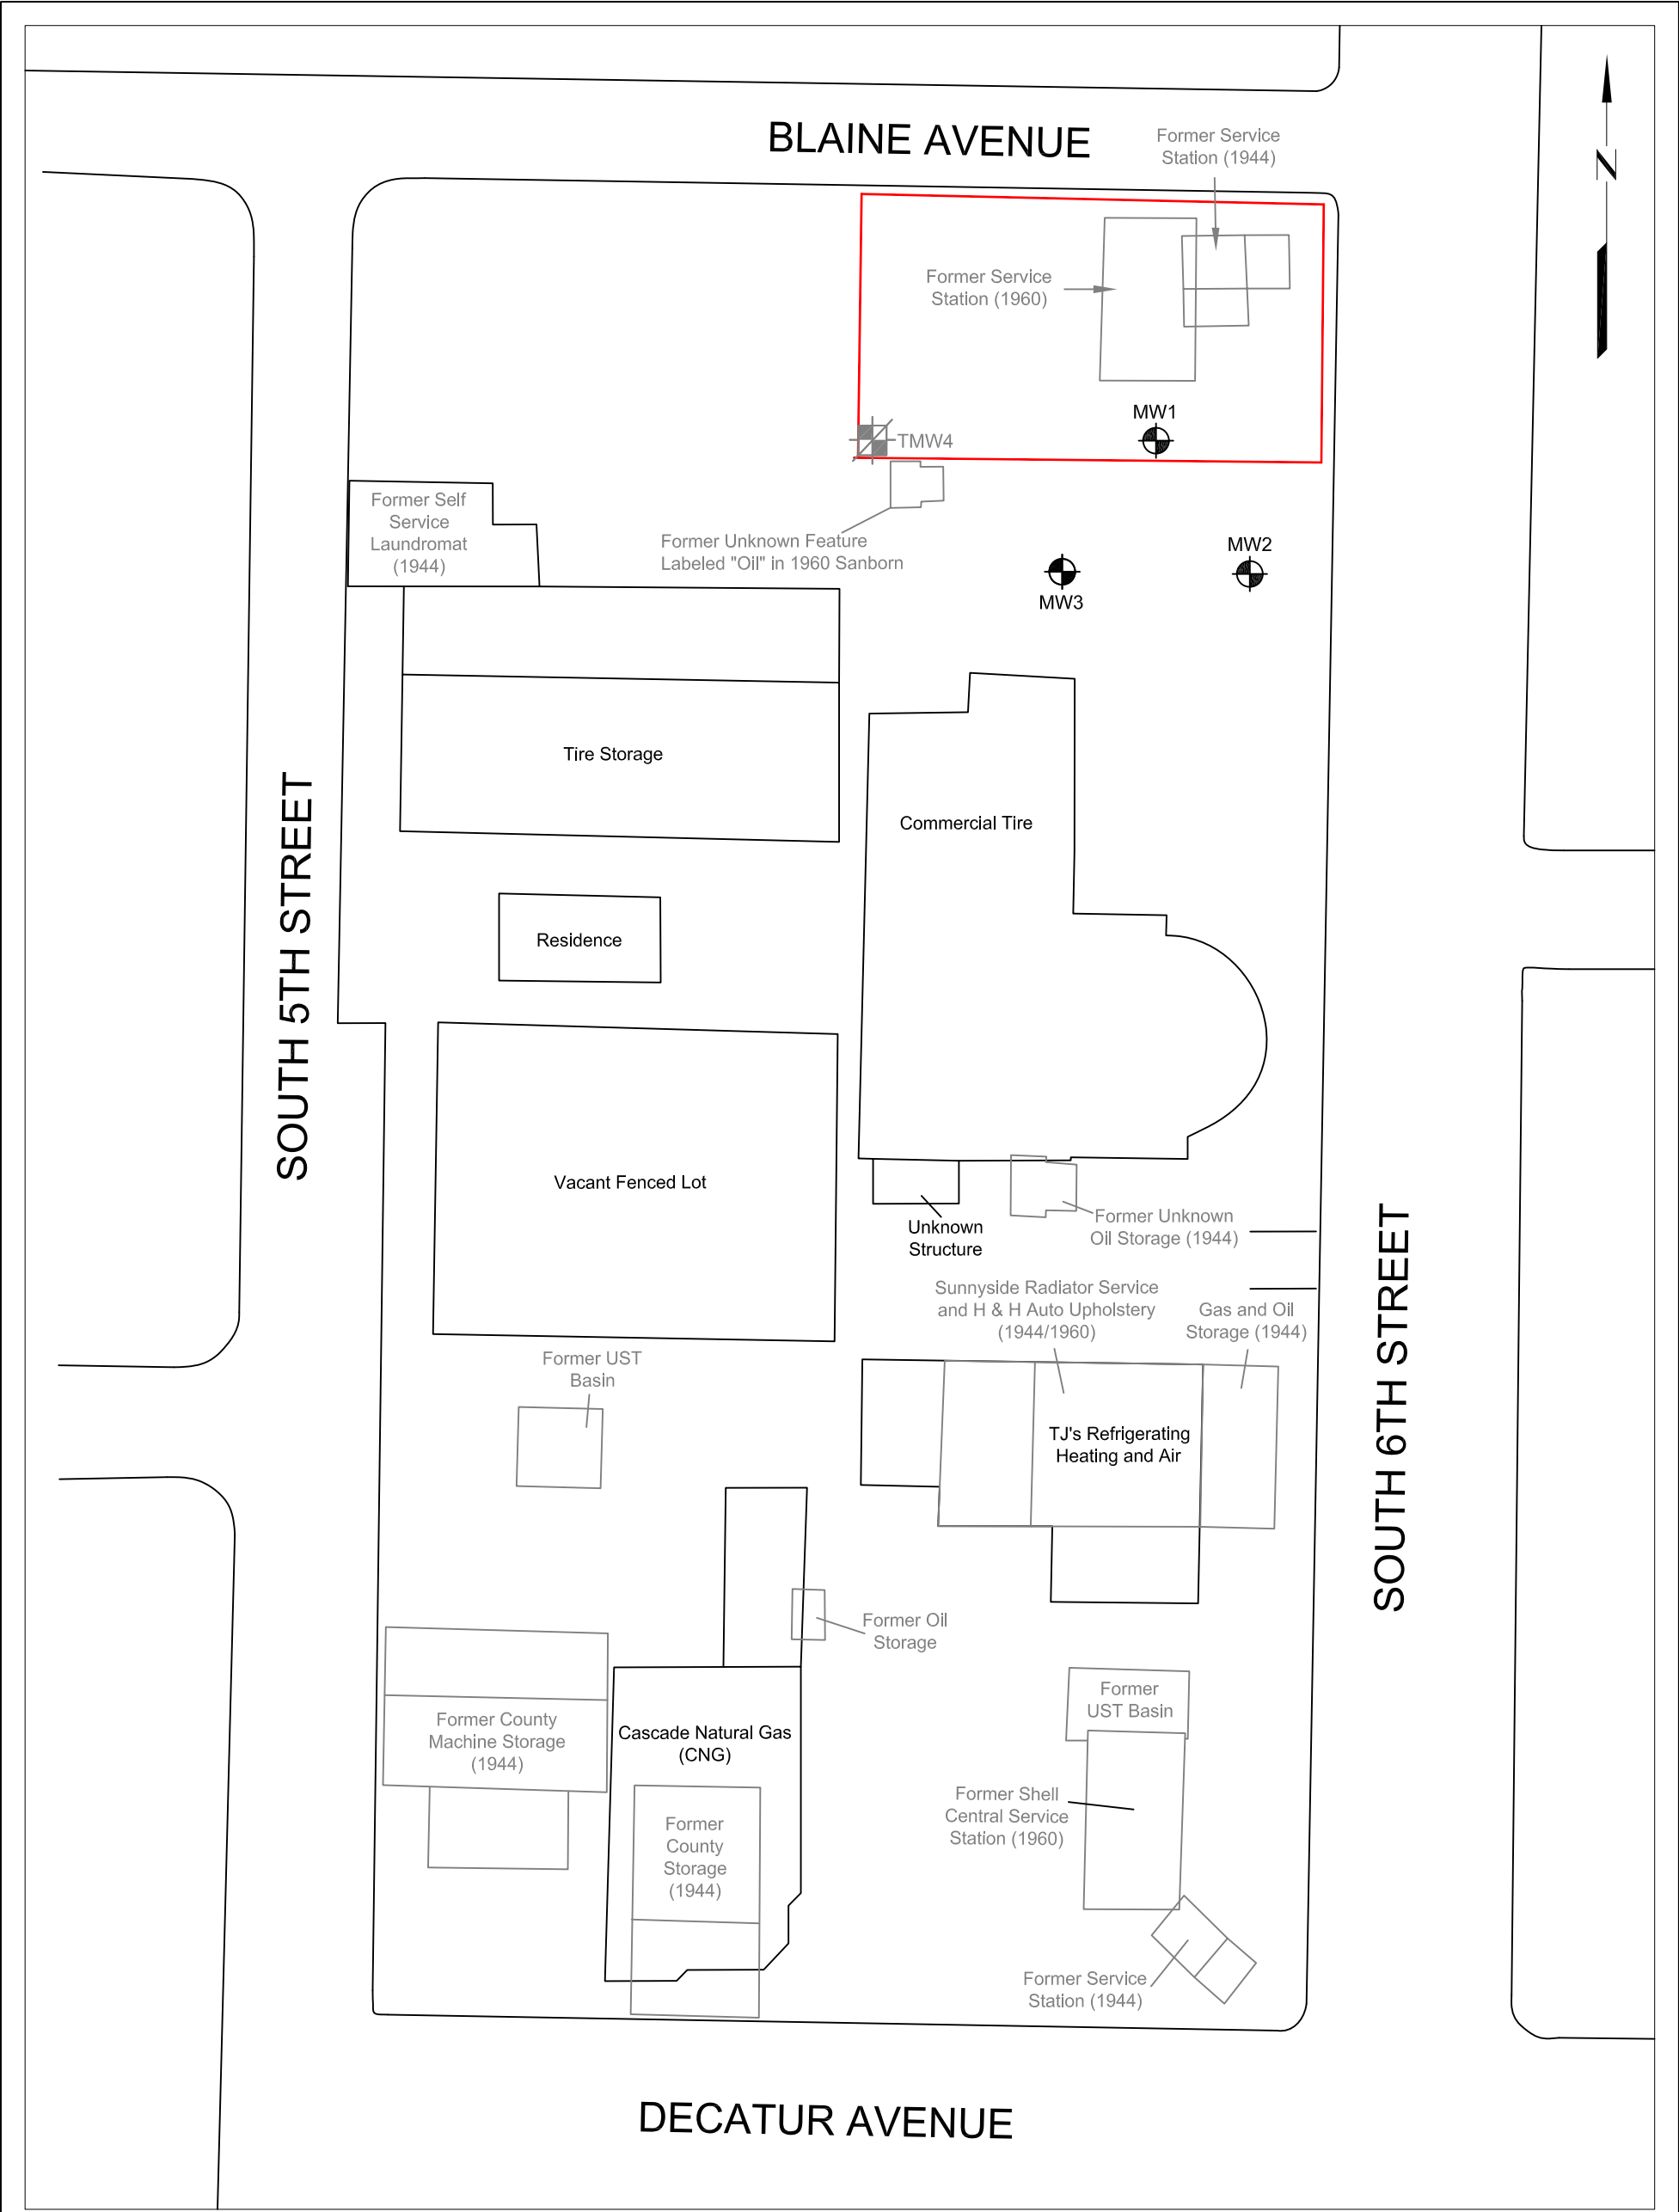 BLAINE AVENUE
Former Service
Station (1944)
N
Former Service
Station (1960)
MW1
TMW4
Former Self
Service
Laundromat
(1944)
Former Unknown Feature
Labeled "Oil" in 1960 Sanborn
MW2
MW3
Tire Storage
Commercial Tire
SOUTH 5TH STREET
Residence
Vacant Fenced Lot
Unknown
Structure
Former Unknown
Oil Storage (1944)
SOUTH 6TH STREET
Sunnyside Radiator Service
and H & H Auto Upholstery
(1944/1960)
Gas and Oil
Storage (1944)
Former UST
Basin
TJ's Refrigerating
Heating and Air
Former Oil
Storage
Former
UST Basin
Former County
Machine Storage
(1944)
Cascade Natural Gas
(CNG)
Former Shell
Central Service
Station (1960)
Former
County
Storage
(1944)
Former Service
Station (1944)
DECATUR AVENUE